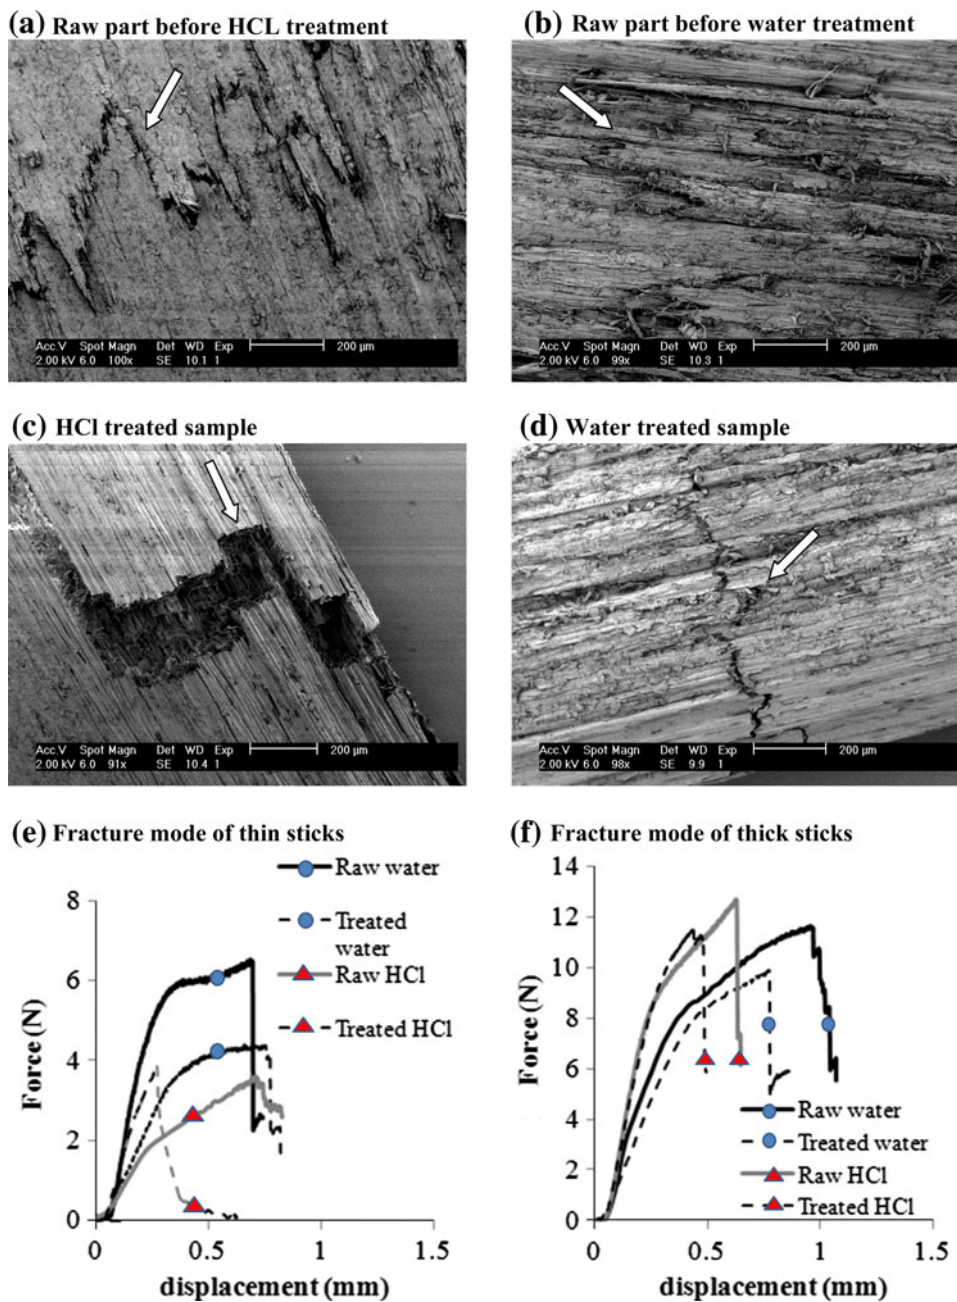 (a) Raw part before HCL treatment
(b) Raw part before water treatment
Acc.V Spot Magn Det WD Exp
2.00 kV 6.0 100x SE 10.1 1
200 µm
Acc.V Spot Magn Det WD Exp
2.00 kV 6.0 99x SE 10.3 1
200 µm
(c) HCl treated sample
(d) Water treated sample
Acc.V Spot Magn Det WD Exp
2.00 kV 6.0 91x SE 10.4 1
200 µm
Acc.V Spot Magn Det WD Exp
2.00 kV 6.0 98x SE 9.9 1
200 µm
(e) Fracture mode of thin sticks
Raw water
Treated
water
Raw HCl
Treated HCl
Force (N)
8
6
4
2
0
0 0.5 1 1.5
displacement (mm)
(f) Fracture mode of thick sticks
Force (N)
14
12
10
8
6
4
2
0
Raw water
Treated water
Raw HCl
Treated HCl
0 0.5 1 1.5
displacement (mm)